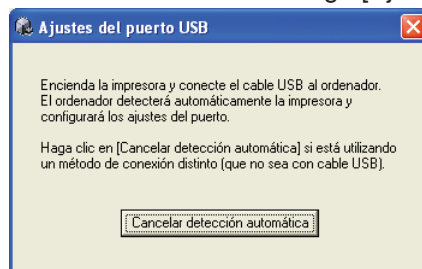 Ajustes del puerto USB
Encienda la impresora y conecte el cable USB al ordenador.
El ordenador detecterá automáticamente la impresora y
configurará los ajustes del puerto.
Haga clic en [Cancelar detección automática] si está utilizando
un método de conexión distinto (que no sea con cable USB).
Cancelar detección automática